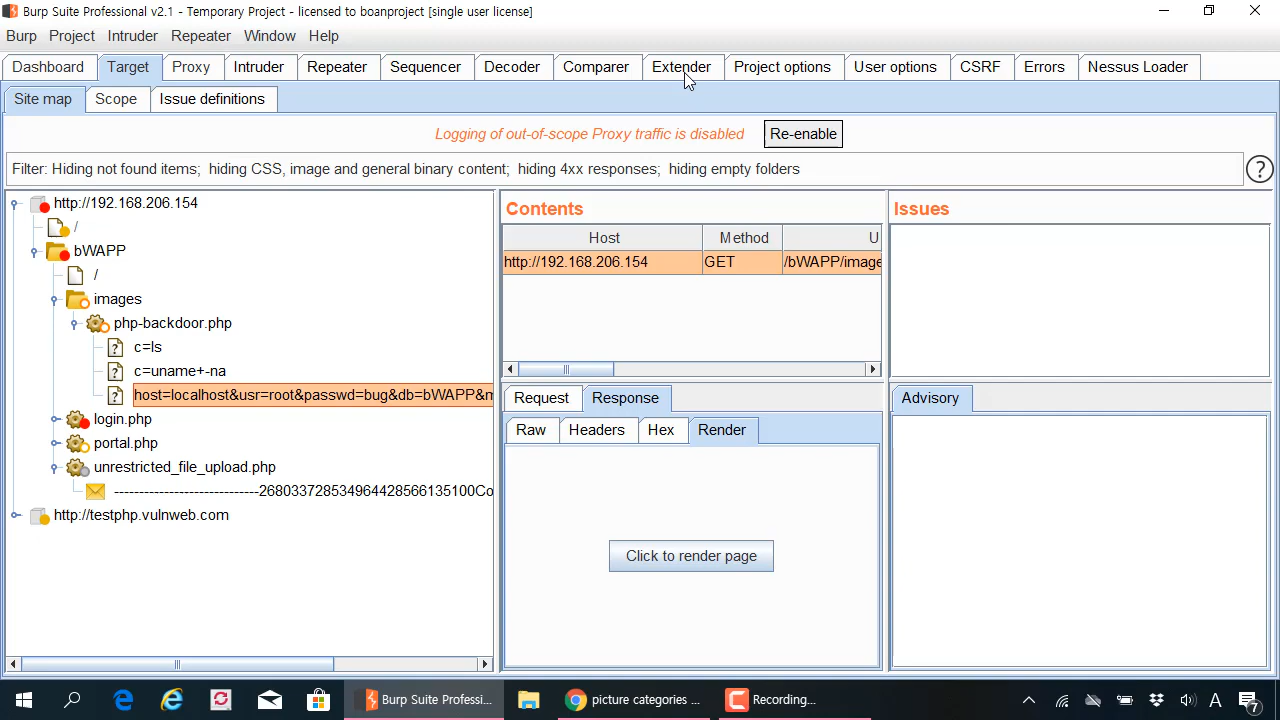 Burp Suite Professional v2.1 - Temporary Project - licensed to boanproject [single user license]
Burp Project Intruder Repeater Window Help
Dashboard Target Proxy Intruder Repeater Sequencer Decoder Comparer Extender Project options User options CSRF Errors Nessus Loader
Site map Scope Issue definitions
Logging of out-of-scope Proxy traffic is disabled Re-enable
Filter: Hiding not found items; hiding CSS, image and general binary content; hiding 4xx responses; hiding empty folders ?
http://192.168.206.154
/
bWAPP
/
images
php-backdoor.php
? c=ls
? c=uname+-na
? host=localhost&usr=root&passwd=bug&db=bWAPP&m
login.php
portal.php
unrestricted_file_upload.php
-----------------------------268033728534964428566135100Co
http://testphp.vulnweb.com
Contents
Host Method U
http://192.168.206.154 GET /bWAPP/image
Request Response
Raw Headers Hex Render
Click to render page
Issues
Advisory
Burp Suite Professi... picture categories ... Recording... A 7